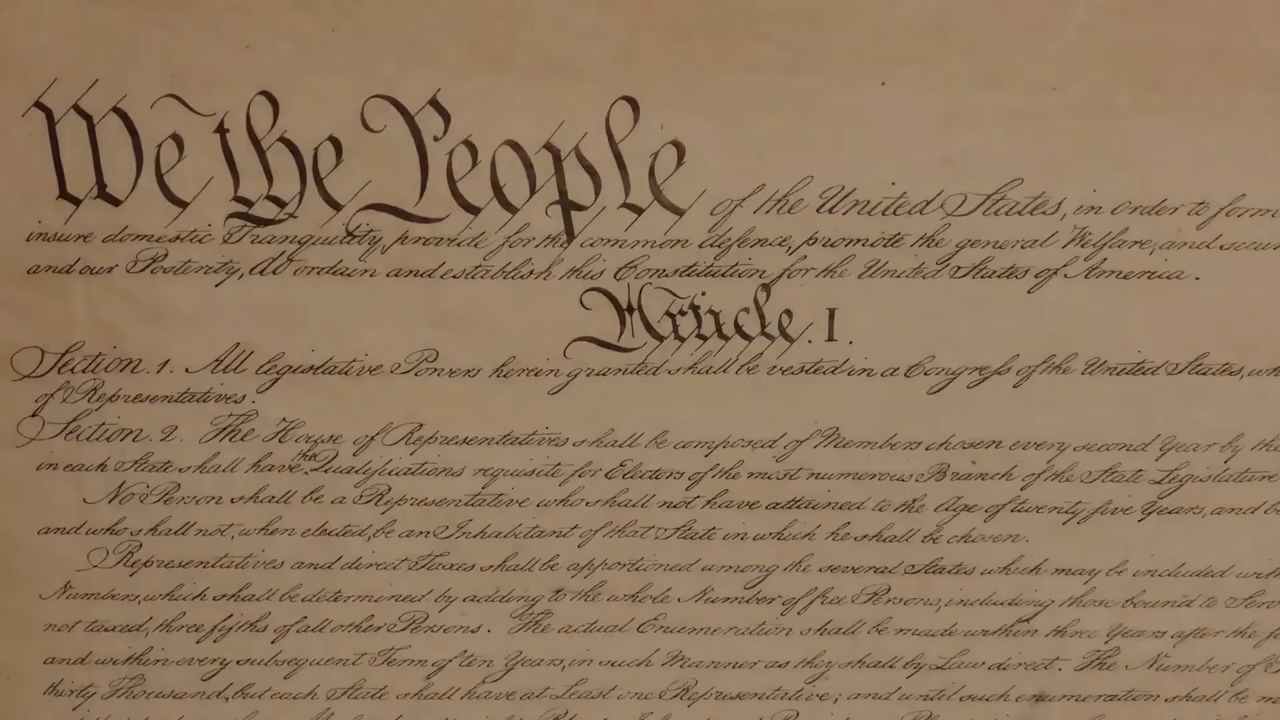 We the People of the United States, in Order to form
insure domestic Tranquility, provide for the common defence, promote the general Welfare, and secu
and our Posterity, do ordain and establish this Constitution for the United States of America.
Article. I.
Section. 1. All legislative Powers herein granted shall be vested in a Congress of the United States, wh
of Representatives.
Section. 2. The House of Representatives shall be composed of Members chosen every second Year by the
in each State shall have the Qualifications requisite for Electors of the most numerous Branch of the State Legislature
No Person shall be a Representative who shall not have attained to the Age of twenty five Years, and b
and who shall not, when elected, be an Inhabitant of that State in which he shall be chosen.
Representatives and direct Taxes shall be apportioned among the several States which may be included with
Numbers, which shall be determined by adding to the whole Number of free Persons, including those bound to Serv
not taxed, three fifths of all other Persons. The actual Enumeration shall be made within three Years after the f
and within every subsequent Term of ten Years, in such Manner as they shall by Law direct. The Number of
thirty Thousand, but each State shall have at Least one Representative; and until such enumeration shall be m